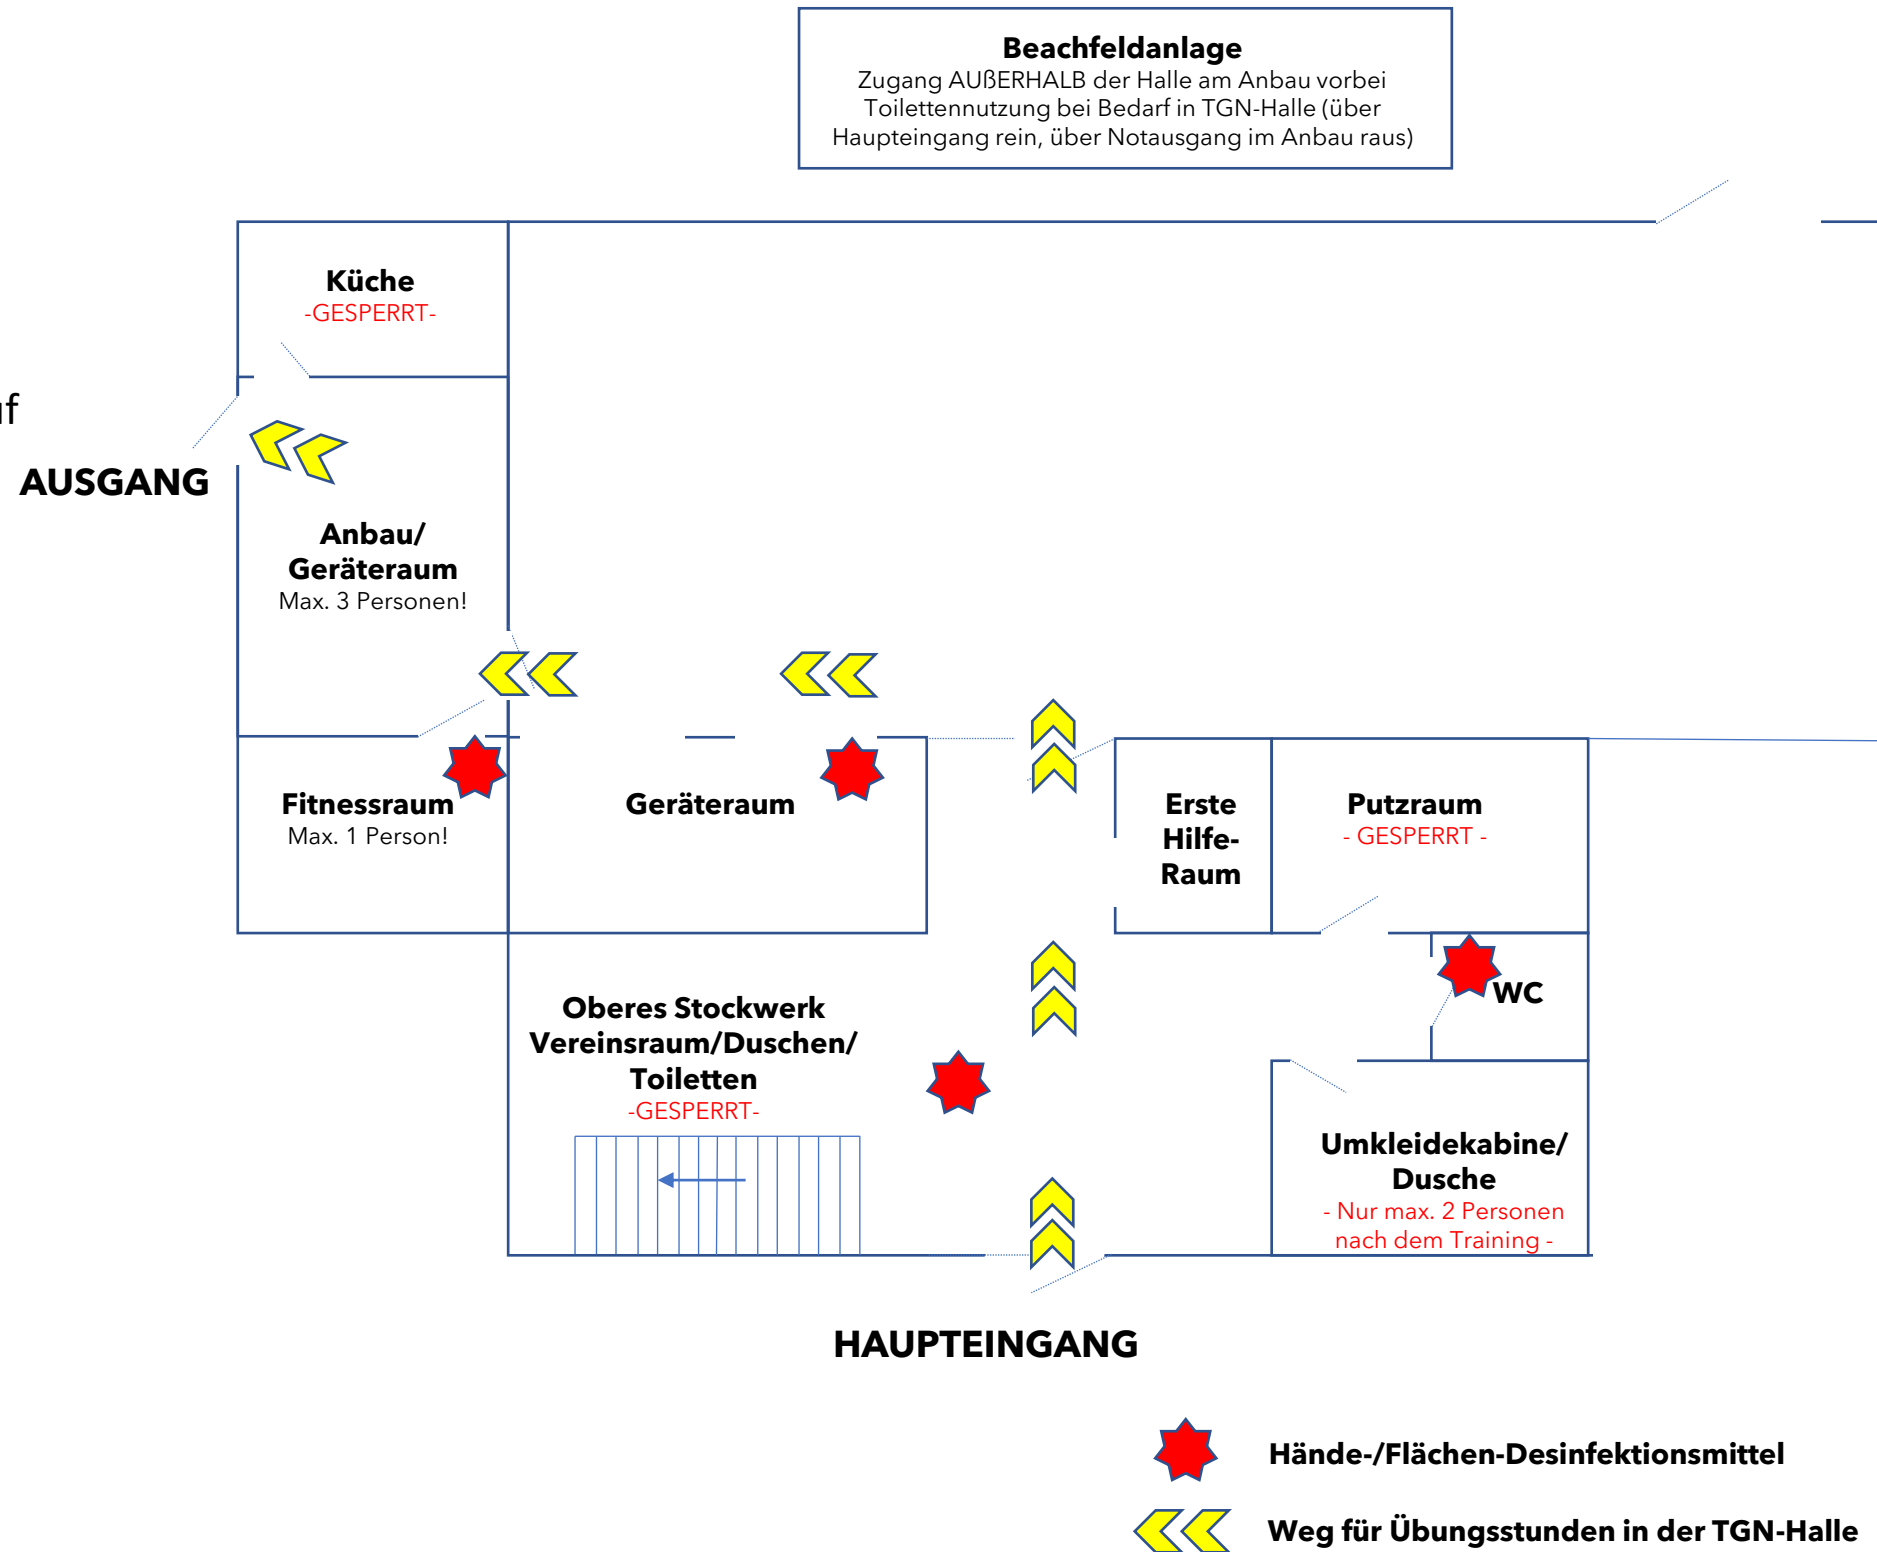 Beachfeldanlage
Zugang AUßERHALB der Halle am Anbau vorbei
Toilettennutzung bei Bedarf in TGN-Halle (über
Haupteingang rein, über Notausgang im Anbau raus)
Küche
-GESPERRT-
uf
AUSGANG
Anbau/
Geräteraum
Max. 3 Personen!
Fitnessraum
Max. 1 Person!
Geräteraum
Erste
Hilfe-
Raum
Putzraum
- GESPERRT -
WC
Oberes Stockwerk
Vereinsraum/Duschen/
Toiletten
-GESPERRT-
Umkleidekabine/
Dusche
- Nur max. 2 Personen
nach dem Training -
HAUPTEINGANG
Hände-/Flächen-Desinfektionsmittel
Weg für Übungsstunden in der TGN-Halle